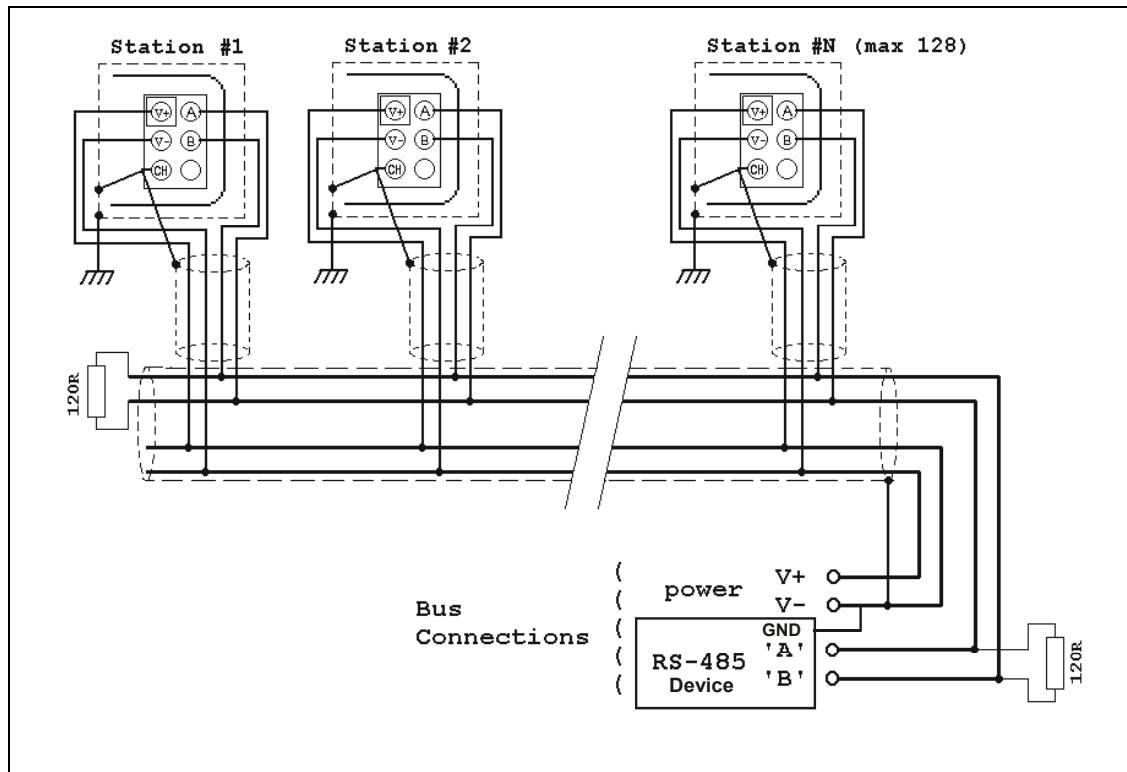 Station #1
Station #2
Station #N (max 128)
V+ A
V- B
CH
V+ A
V- B
CH
V+ A
V- B
CH
120R
Bus
Connections
power
V+
V-
GND
RS-485
Device
'A'
'B'
120R